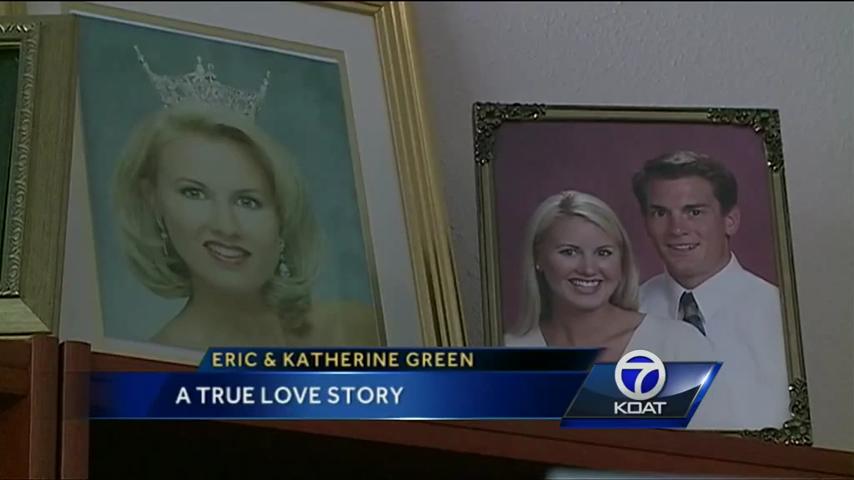 ERIC & KATHERINE GREEN
A TRUE LOVE STORY
7
KOAT